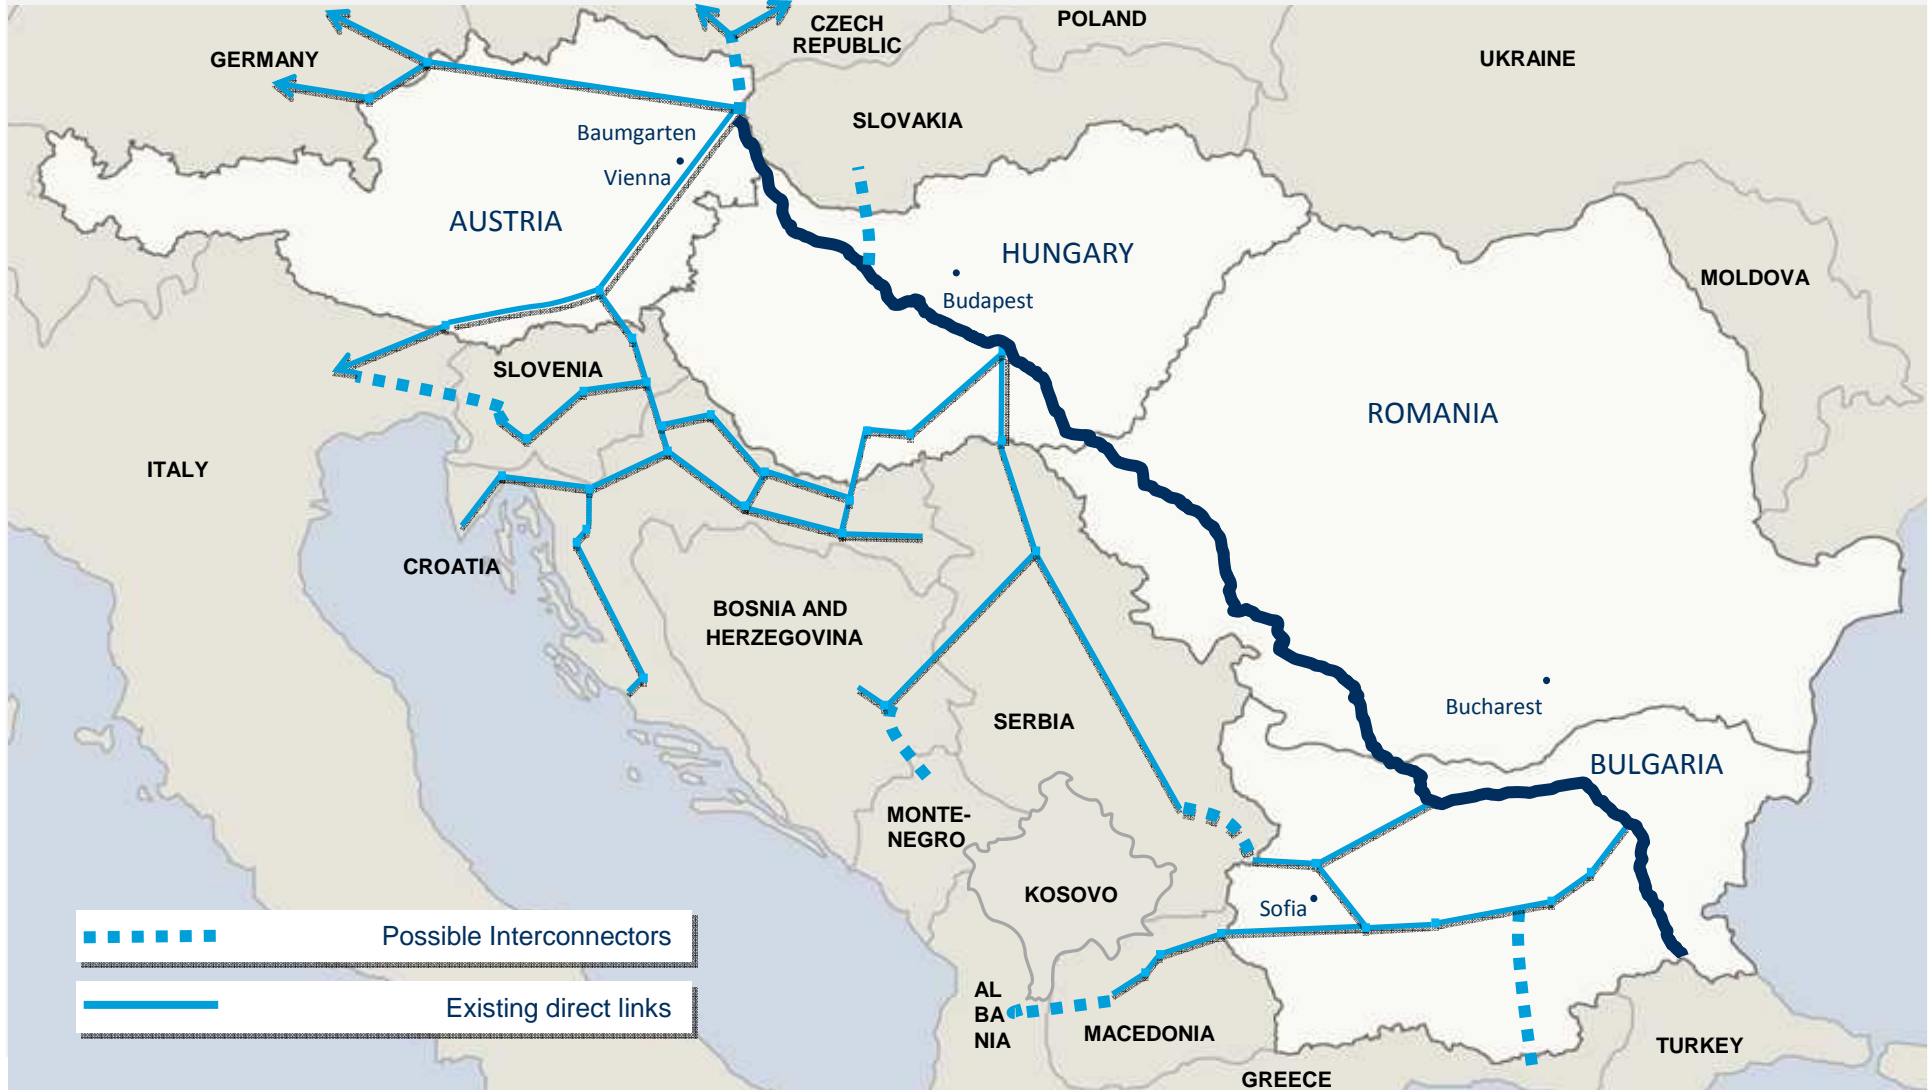 POLAND
CZECH
REPUBLIC
GERMANY
UKRAINE
SLOVAKIA
Baumgarten
Vienna
AUSTRIA
HUNGARY
MOLDOVA
Budapest
SLOVENIA
ROMANIA
ITALY
CROATIA
BOSNIA AND
HERZEGOVINA
Bucharest
SERBIA
BULGARIA
MONTE-
NEGRO
KOSOVO
Sofia
Possible Interconnectors
Existing direct links
AL
BA
NIA
MACEDONIA
TURKEY
GREECE